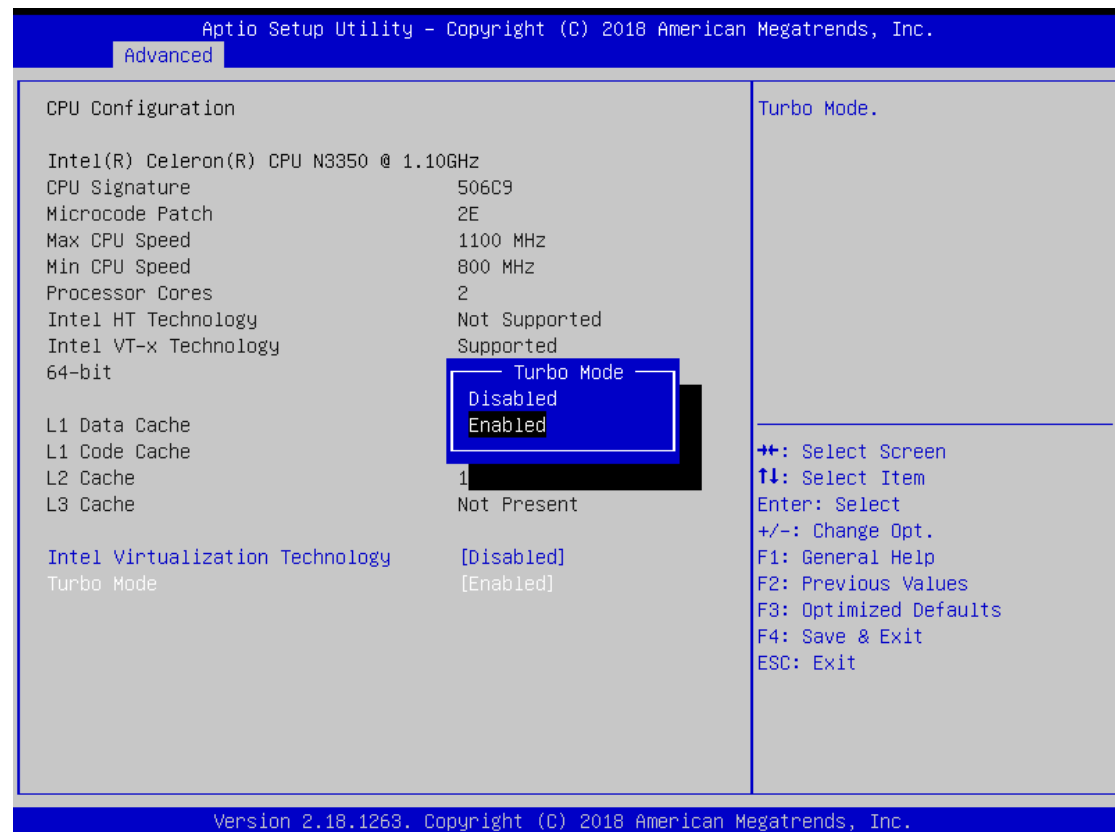 Aptio Setup Utility – Copyright (C) 2018 American Megatrends, Inc.
Advanced
CPU Configuration
Intel(R) Celeron(R) CPU N3350 @ 1.10GHz
CPU Signature 506C9
Microcode Patch 2E
Max CPU Speed 1100 MHz
Min CPU Speed 800 MHz
Processor Cores 2
Intel HT Technology Not Supported
Intel VT-x Technology Supported
64-bit
L1 Data Cache
L1 Code Cache
L2 Cache 1
L3 Cache Not Present
Intel Virtualization Technology [Disabled]
Turbo Mode [Enabled]
Turbo Mode
Disabled
Enabled
Turbo Mode.
→←: Select Screen
↑↓: Select Item
Enter: Select
+/-: Change Opt.
F1: General Help
F2: Previous Values
F3: Optimized Defaults
F4: Save & Exit
ESC: Exit
Version 2.18.1263. Copyright (C) 2018 American Megatrends, Inc.